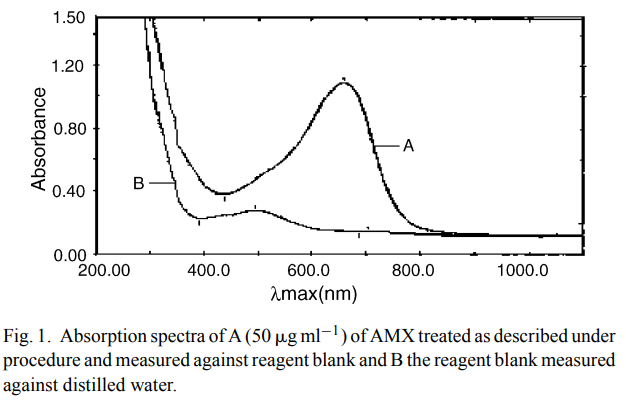 1.50
1.20
0.80
0.40
0.00
Absorbance
A
B
200.00 400.0 600.0 800.0 1000.0
λmax(nm)
Fig. 1. Absorption spectra of A (50 μg ml−1) of AMX treated as described under
procedure and measured against reagent blank and B the reagent blank measured
against distilled water.